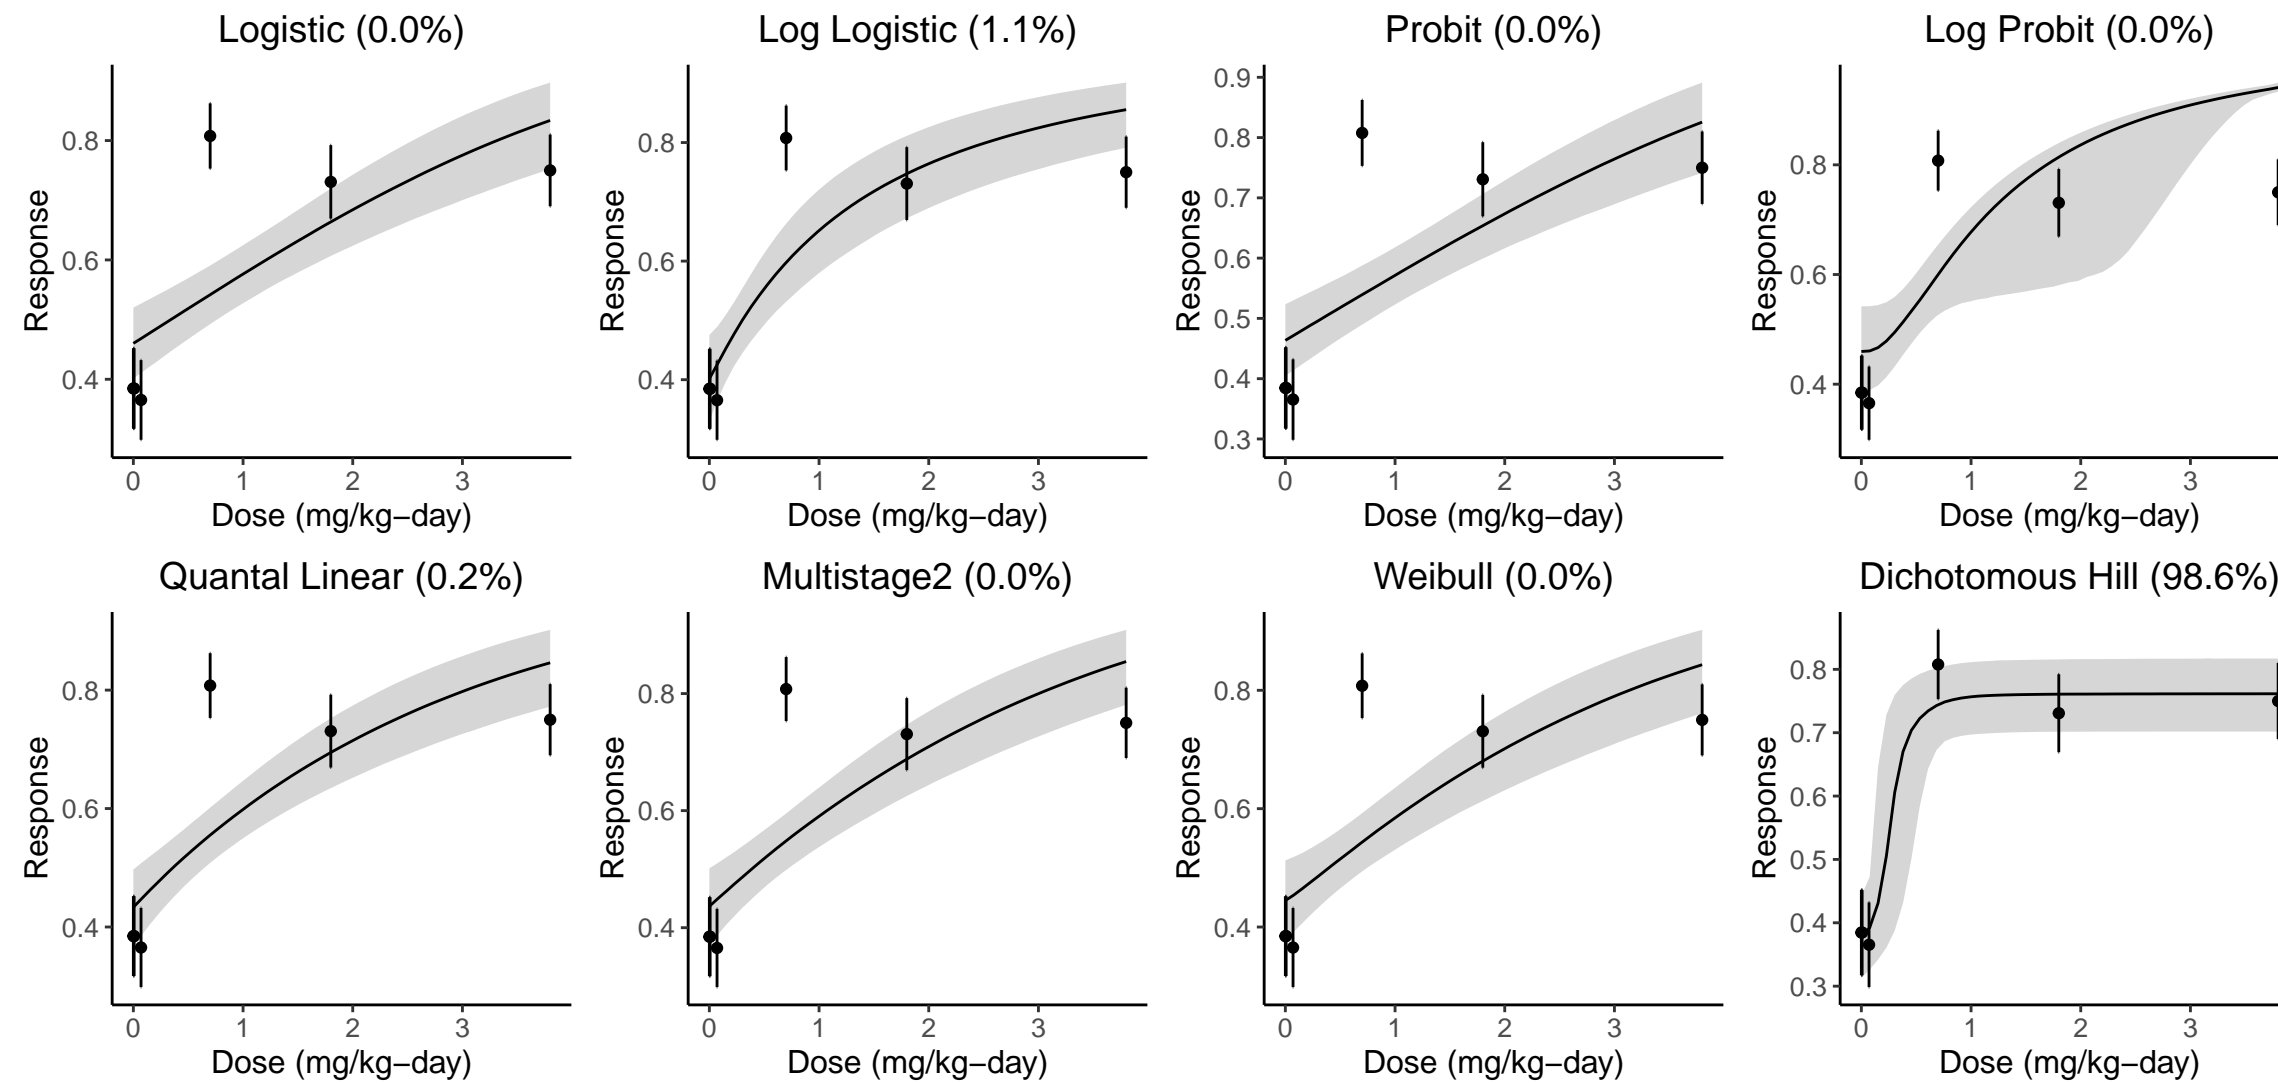 Logistic (0.0%)
Log Logistic (1.1%)
Probit (0.0%)
Log Probit (0.0%)
Response
0.8
0.6
0.4
0 1 2 3
Dose (mg/kg−day)
Response
0.8
0.6
0.4
0 1 2 3
Dose (mg/kg−day)
Response
0.9
0.8
0.7
0.6
0.5
0.4
0.3
0 1 2 3
Dose (mg/kg−day)
Response
0.8
0.6
0.4
0 1 2 3
Dose (mg/kg−day)
Quantal Linear (0.2%)
Multistage2 (0.0%)
Weibull (0.0%)
Dichotomous Hill (98.6%)
Response
0.8
0.6
0.4
0 1 2 3
Dose (mg/kg−day)
Response
0.8
0.6
0.4
0 1 2 3
Dose (mg/kg−day)
Response
0.8
0.6
0.4
0 1 2 3
Dose (mg/kg−day)
Response
0.8
0.7
0.6
0.5
0.4
0.3
0 1 2 3
Dose (mg/kg−day)